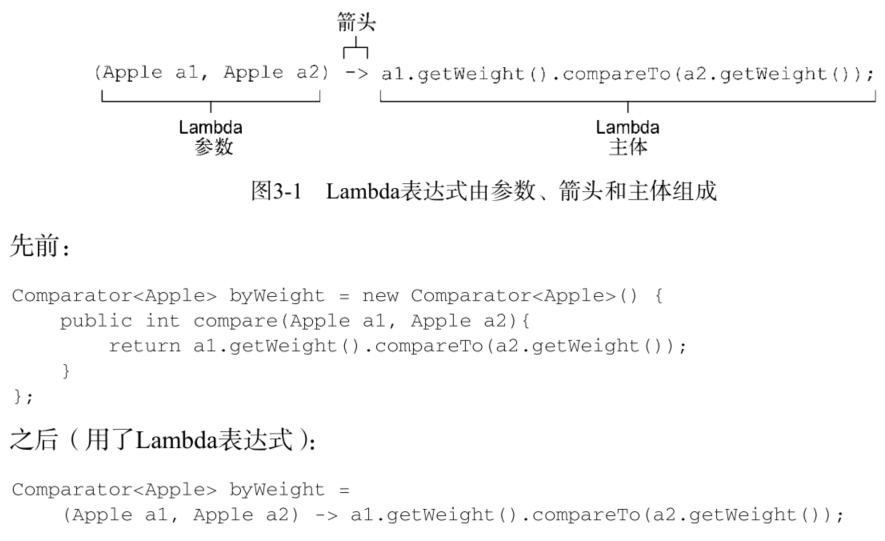 箭头
(Apple a1, Apple a2) -> a1.getWeight().compareTo(a2.getWeight());
Lambda
参数
Lambda
主体
图3-1 Lambda表达式由参数、箭头和主体组成
先前：
Comparator<Apple> byWeight = new Comparator<Apple>() {
    public int compare(Apple a1, Apple a2){
        return a1.getWeight().compareTo(a2.getWeight());
    }
};
之后（用了Lambda表达式）：
Comparator<Apple> byWeight =
    (Apple a1, Apple a2) -> a1.getWeight().compareTo(a2.getWeight());